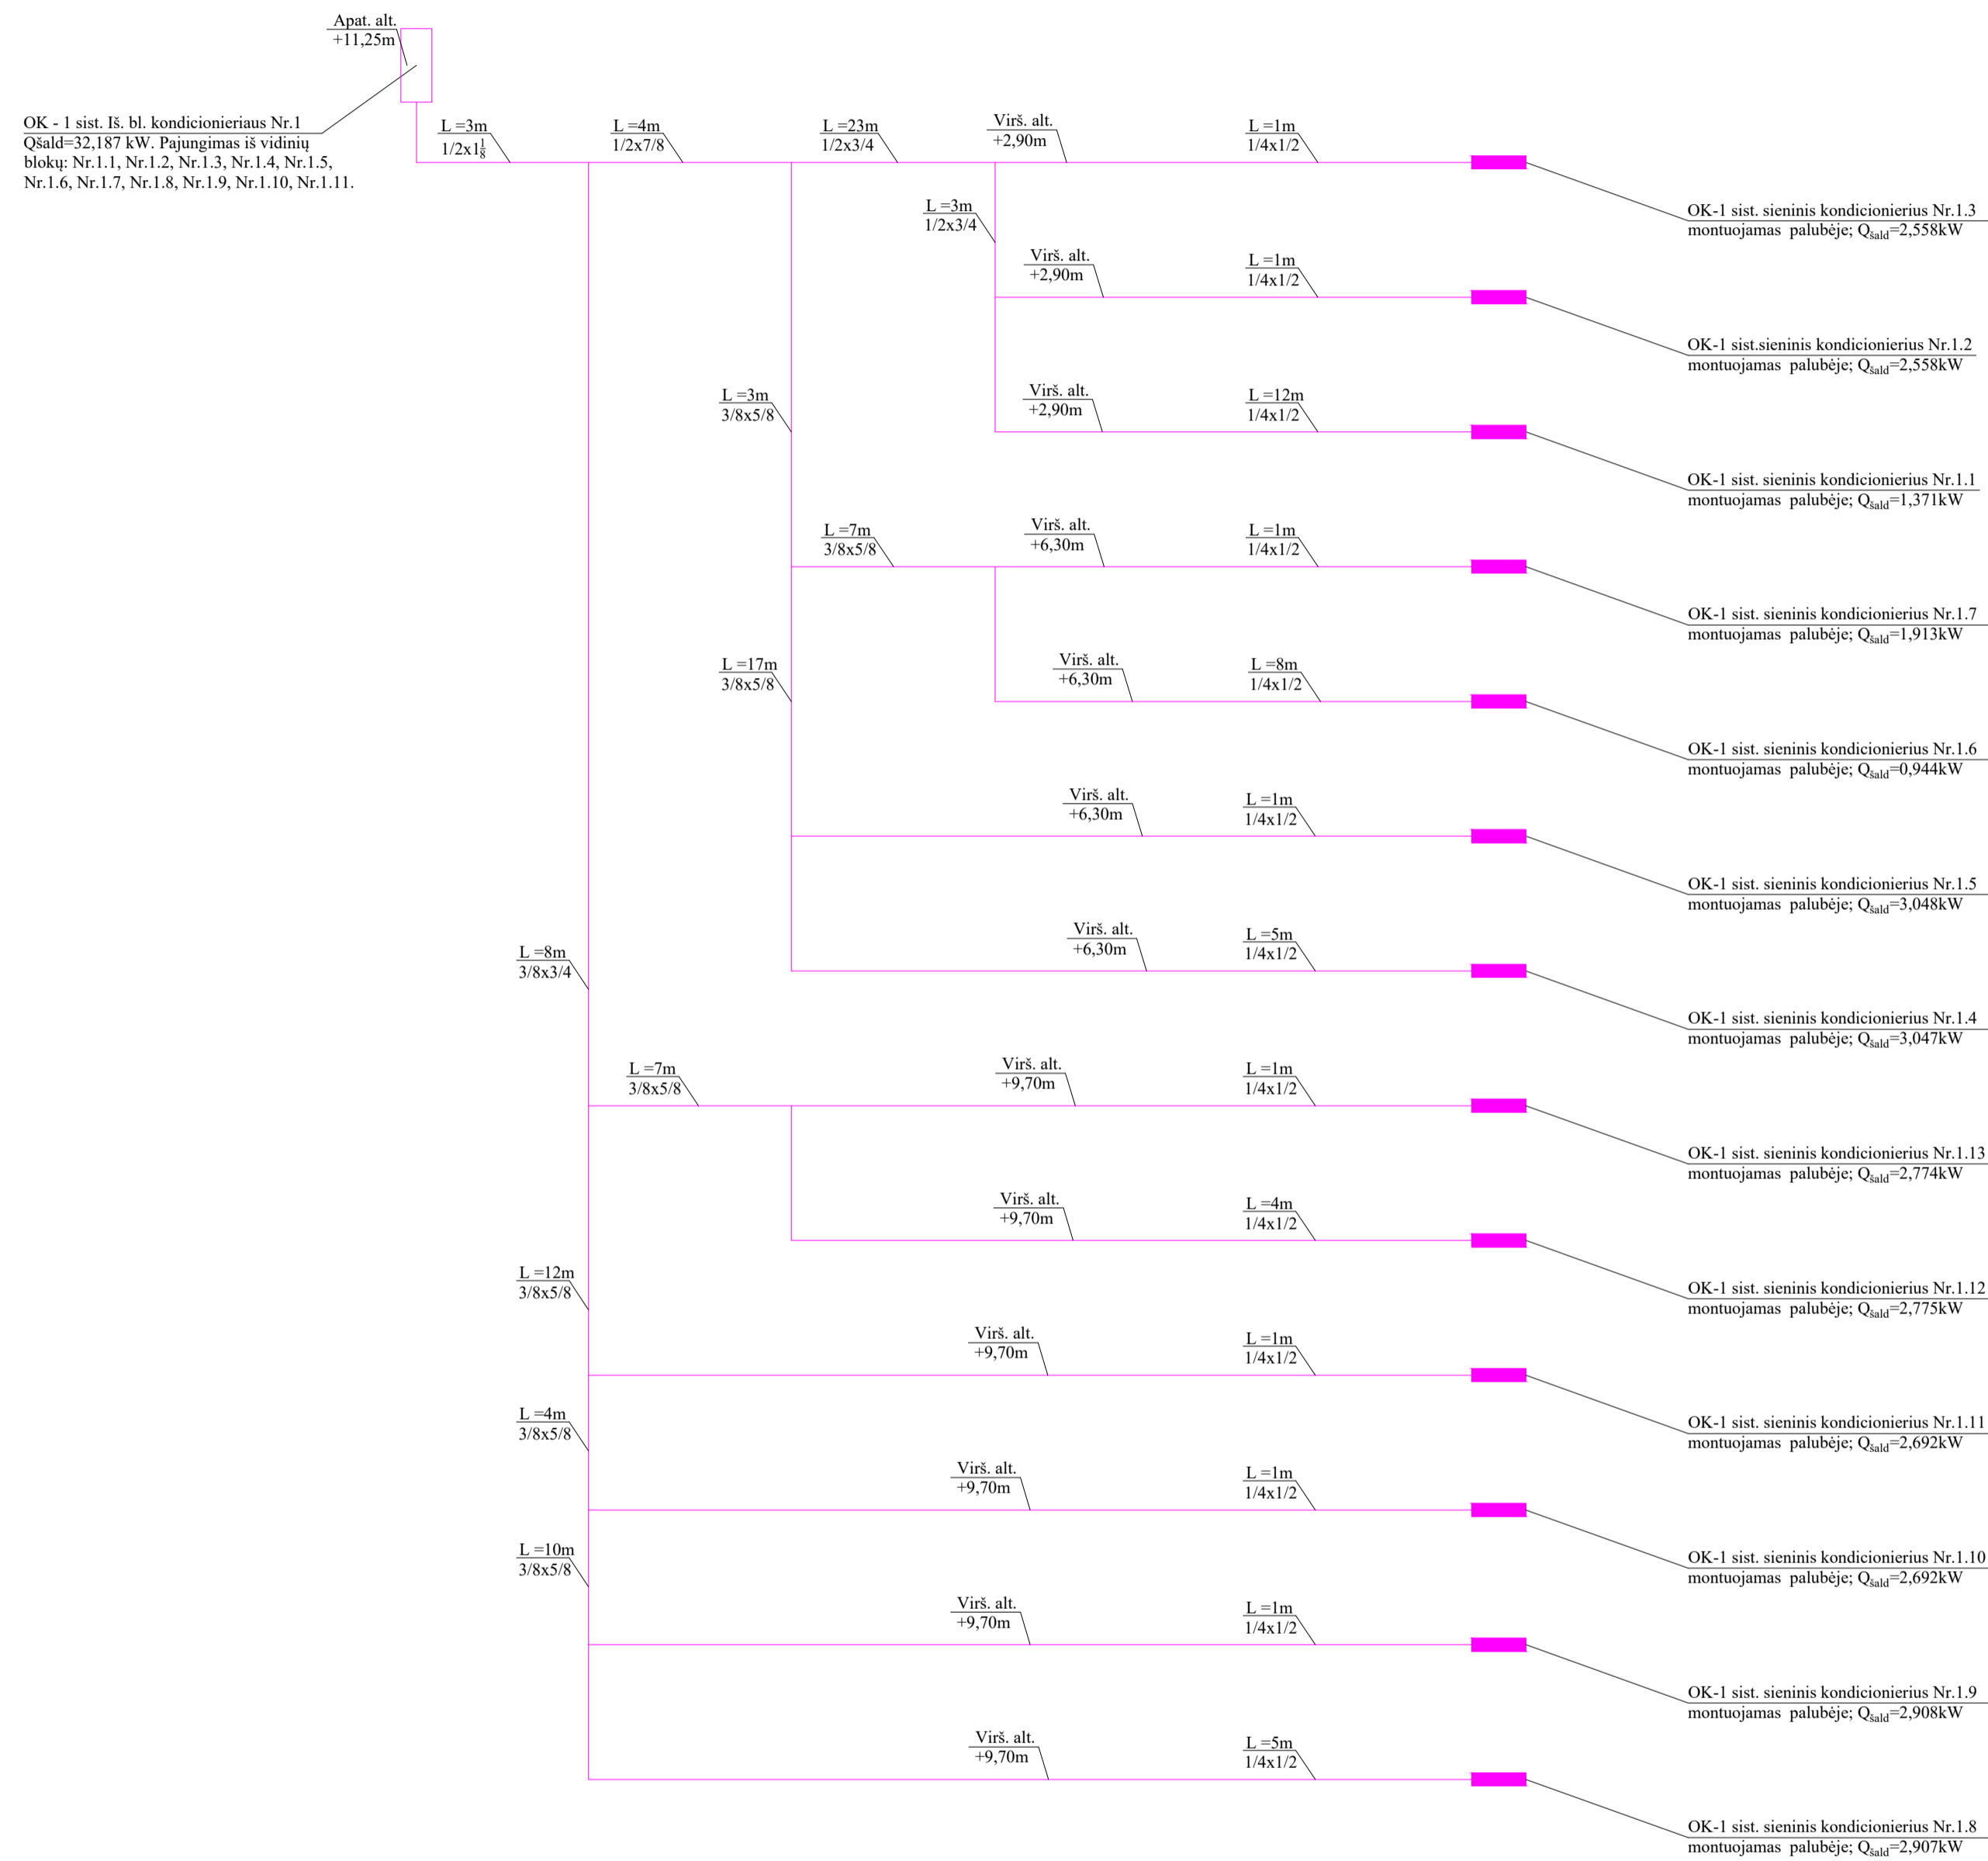 Apat. alt.
+11,25m
OK - 1 sist. Iš. bl. kondicionieriaus Nr.1
Qšald=32,187 kW. Pajungimas iš vidinių
blokų: Nr.1.1, Nr.1.2, Nr.1.3, Nr.1.4, Nr.1.5,
Nr.1.6, Nr.1.7, Nr.1.8, Nr.1.9, Nr.1.10, Nr.1.11.
L =3m
1/2x1 1/8
L =4m
1/2x7/8
L =23m
1/2x3/4
Virš. alt.
+2,90m
L =1m
1/4x1/2
OK-1 sist. sieninis kondicionierius Nr.1.3
montuojamas palubėje; Qšald=2,558kW
L =3m
1/2x3/4
Virš. alt.
+2,90m
L =1m
1/4x1/2
OK-1 sist.sieninis kondicionierius Nr.1.2
montuojamas palubėje; Qšald=2,558kW
L =3m
3/8x5/8
Virš. alt.
+2,90m
L =12m
1/4x1/2
OK-1 sist. sieninis kondicionierius Nr.1.1
montuojamas palubėje; Qšald=1,371kW
L =7m
3/8x5/8
Virš. alt.
+6,30m
L =1m
1/4x1/2
OK-1 sist. sieninis kondicionierius Nr.1.7
montuojamas palubėje; Qšald=1,913kW
L =17m
3/8x5/8
Virš. alt.
+6,30m
L =8m
1/4x1/2
OK-1 sist. sieninis kondicionierius Nr.1.6
montuojamas palubėje; Qšald=0,944kW
Virš. alt.
+6,30m
L =1m
1/4x1/2
OK-1 sist. sieninis kondicionierius Nr.1.5
montuojamas palubėje; Qšald=3,048kW
L =8m
3/8x3/4
Virš. alt.
+6,30m
L =5m
1/4x1/2
OK-1 sist. sieninis kondicionierius Nr.1.4
montuojamas palubėje; Qšald=3,047kW
L =7m
3/8x5/8
Virš. alt.
+9,70m
L =1m
1/4x1/2
OK-1 sist. sieninis kondicionierius Nr.1.13
montuojamas palubėje; Qšald=2,774kW
Virš. alt.
+9,70m
L =4m
1/4x1/2
OK-1 sist. sieninis kondicionierius Nr.1.12
montuojamas palubėje; Qšald=2,775kW
L =12m
3/8x5/8
Virš. alt.
+9,70m
L =1m
1/4x1/2
OK-1 sist. sieninis kondicionierius Nr.1.11
montuojamas palubėje; Qšald=2,692kW
L =4m
3/8x5/8
Virš. alt.
+9,70m
L =1m
1/4x1/2
OK-1 sist. sieninis kondicionierius Nr.1.10
montuojamas palubėje; Qšald=2,692kW
L =10m
3/8x5/8
Virš. alt.
+9,70m
L =1m
1/4x1/2
OK-1 sist. sieninis kondicionierius Nr.1.9
montuojamas palubėje; Qšald=2,908kW
Virš. alt.
+9,70m
L =5m
1/4x1/2
OK-1 sist. sieninis kondicionierius Nr.1.8
montuojamas palubėje; Qšald=2,907kW